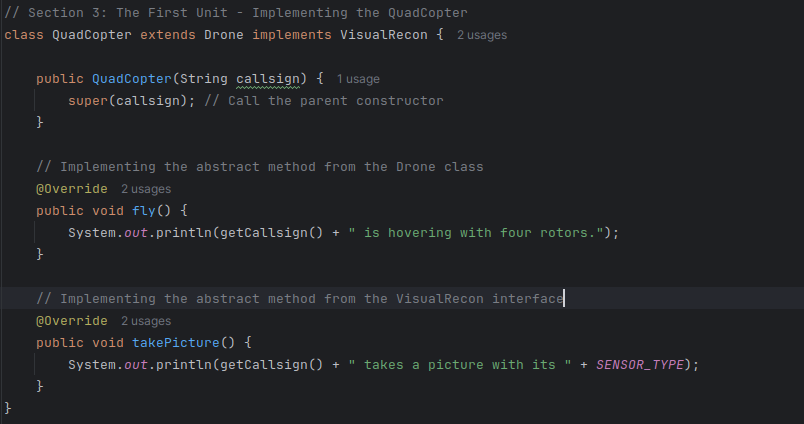 // Section 3: The First Unit - Implementing the QuadCopter
class QuadCopter extends Drone implements VisualRecon {  2 usages
    public QuadCopter(String callsign) {  1 usage
        super(callsign); // Call the parent constructor
    }
    // Implementing the abstract method from the Drone class
    @Override  2 usages
    public void fly() {
        System.out.println(getCallsign() + " is hovering with four rotors.");
    }
    // Implementing the abstract method from the VisualRecon interface
    @Override  2 usages
    public void takePicture() {
        System.out.println(getCallsign() + " takes a picture with its " + SENSOR_TYPE);
    }
}